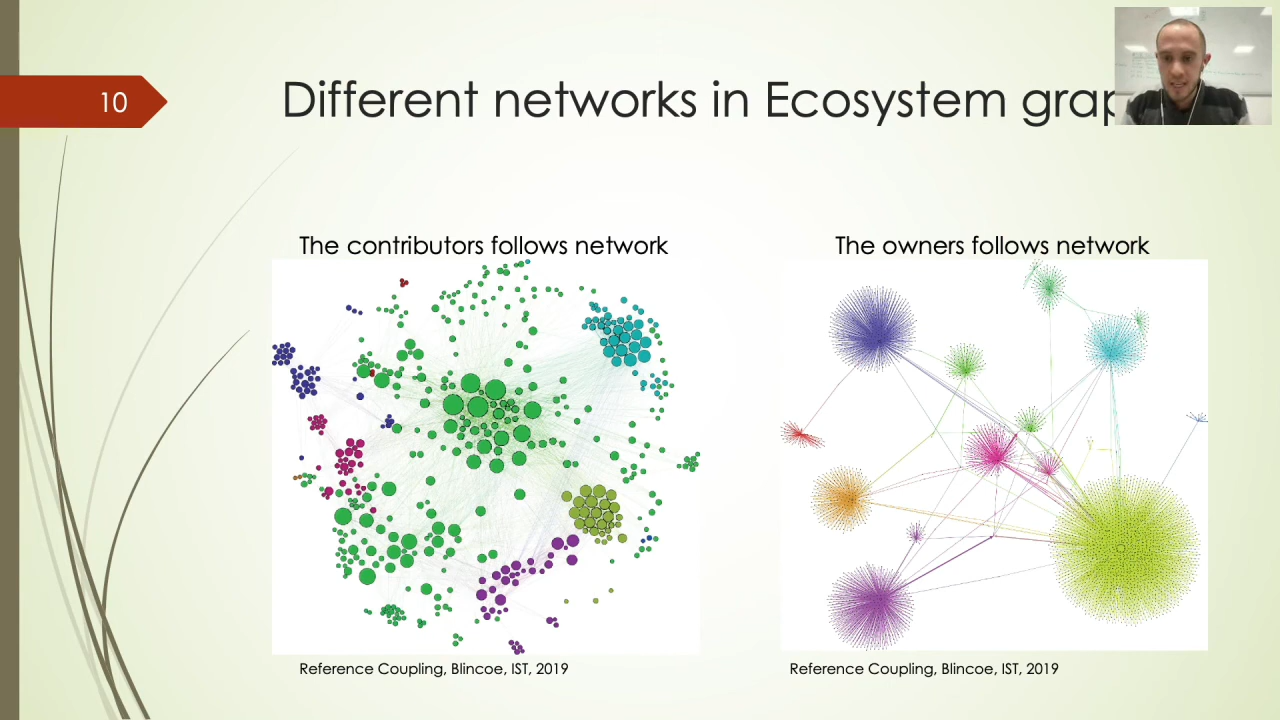 10
Different networks in Ecosystem
The contributors follows network
The owners follows network
Reference Coupling, Blincoe, IST, 2019
Reference Coupling, Blincoe, IST, 2019